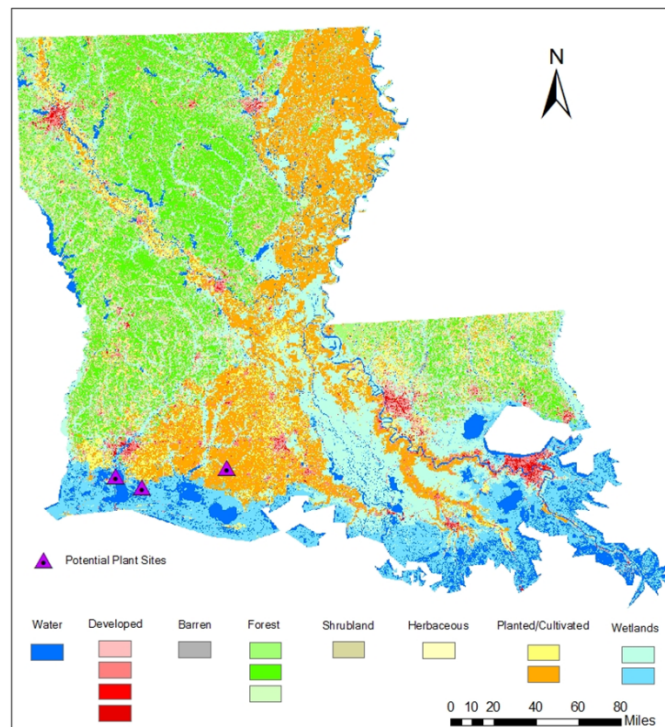 N
Potential Plant Sites
Water
Developed
Barren
Forest
Shrubland
Herbaceous
Planted/Cultivated
Wetlands
0 10 20 40 60 80
Miles